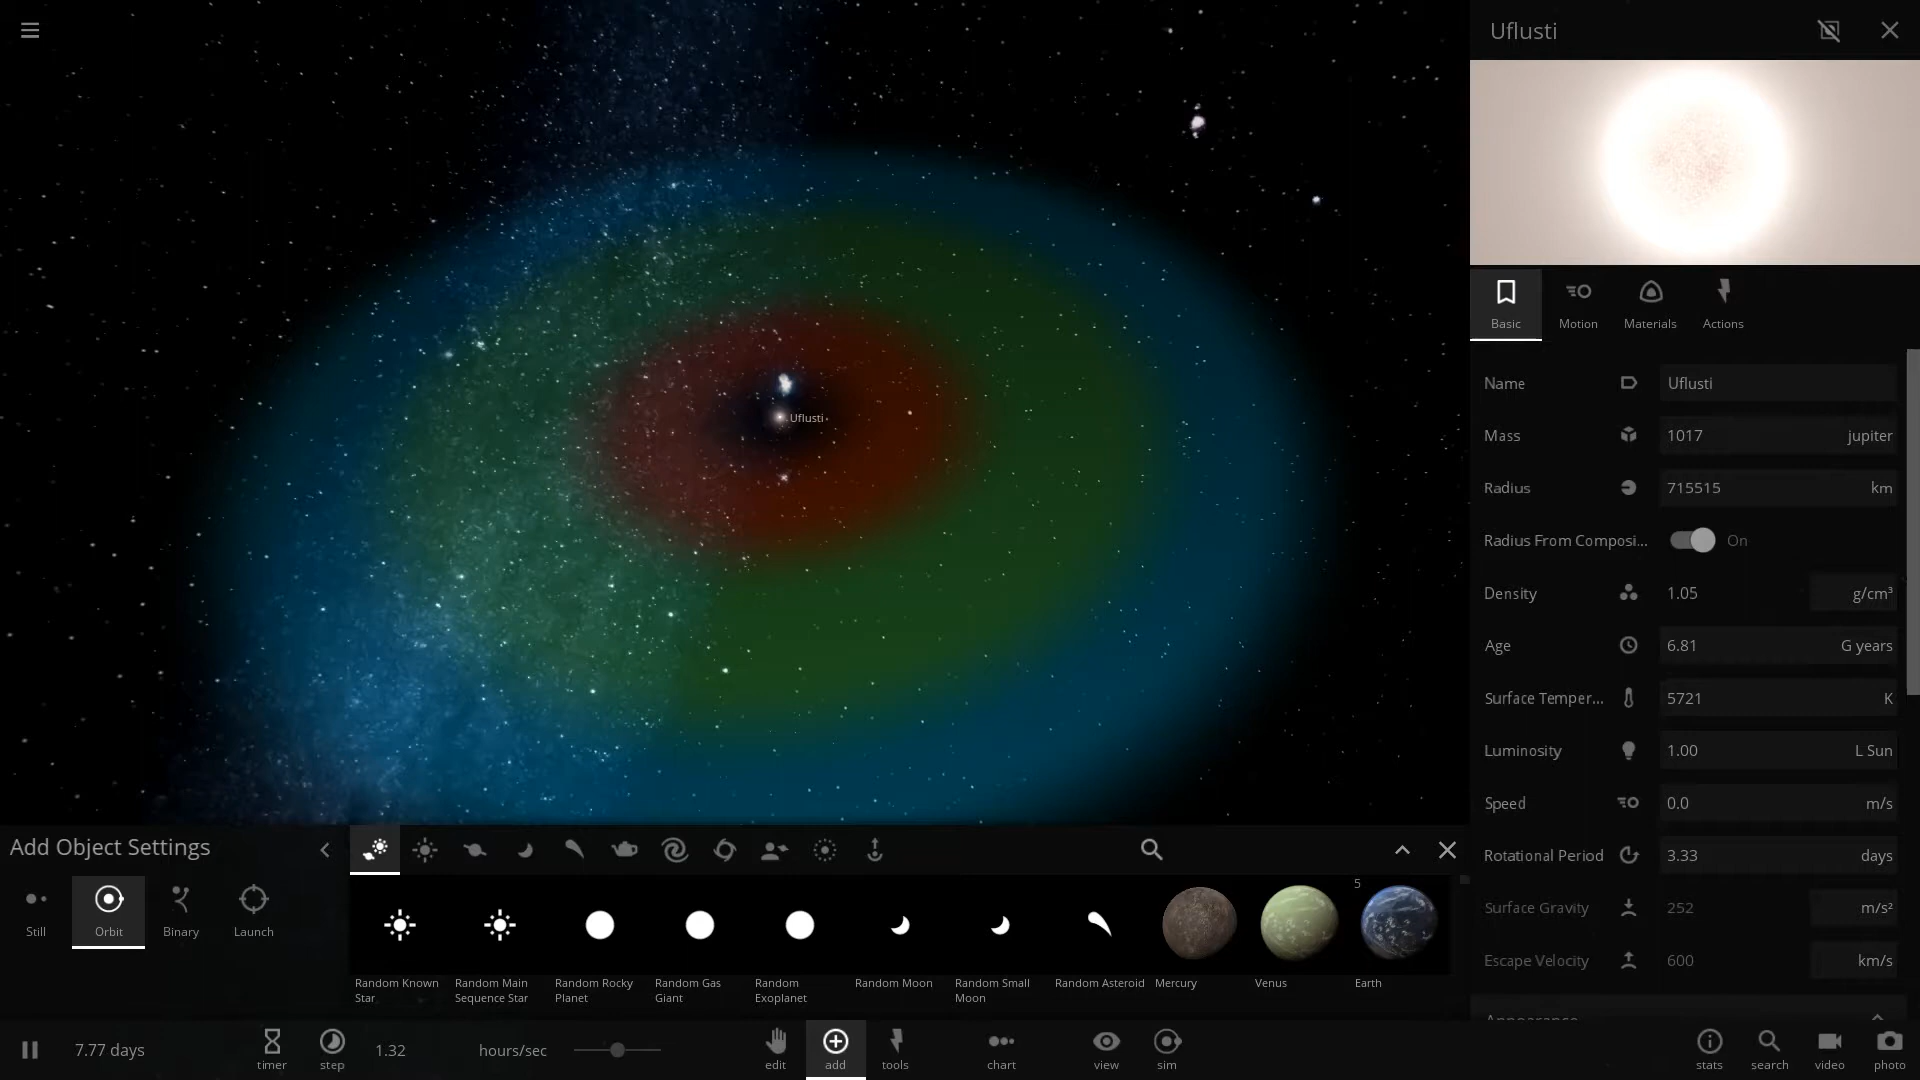 Uflusti
Uflusti
Basic
Motion
Materials
Actions
Name
Uflusti
Mass
1017
jupiter
Radius
715515
km
Radius From Composi...
On
Density
1.05
g/cm³
Age
6.81
G years
Surface Temper...
5721
K
Luminosity
1.00
L Sun
Speed
0.0
m/s
Rotational Period
3.33
days
Surface Gravity
252
m/s²
Escape Velocity
600
km/s
Appearance
Add Object Settings
Still
Orbit
Binary
Launch
5
Random Known
Star
Random Main
Sequence Star
Random Rocky
Planet
Random Gas
Giant
Random
Exoplanet
Random Moon
Random Small
Moon
Random Asteroid
Mercury
Venus
Earth
7.77 days
timer
step
1.32
hours/sec
edit
add
tools
chart
view
sim
stats
search
video
photo